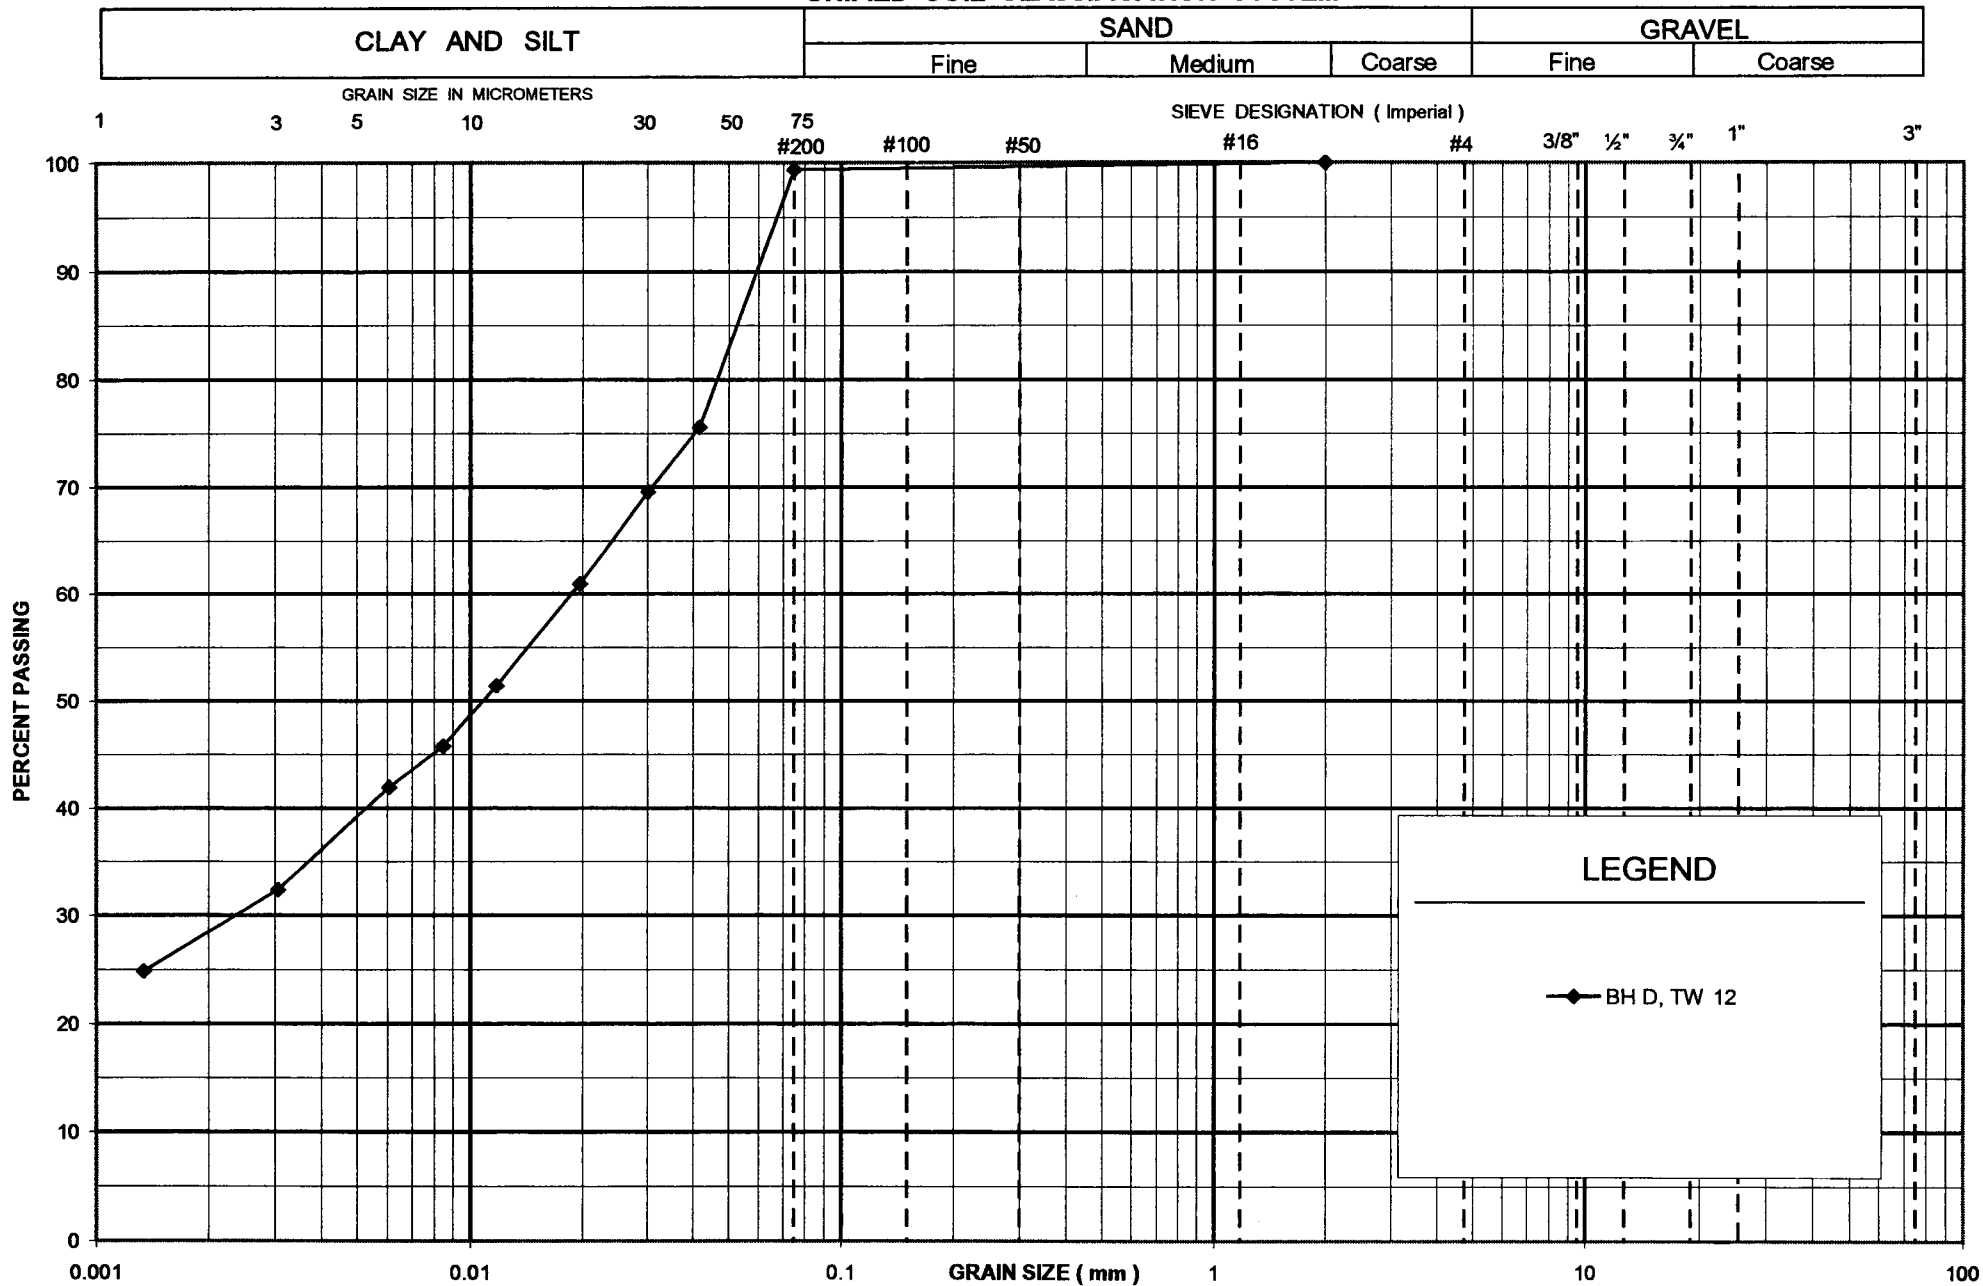 CLAY AND SILT
SAND
GRAVEL
Fine Medium Coarse Fine Coarse
GRAIN SIZE IN MICROMETERS
SIEVE DESIGNATION ( Imperial )
1 3 5 10 30 50 75
#200 #100 #50 #16 #4 3/8" ½" ¾" 1" 3"
100
90
80
70
60
50
40
30
20
10
0
PERCENT PASSING
LEGEND
BH D, TW 12
0.001 0.01 0.1 1 10 100
GRAIN SIZE ( mm )